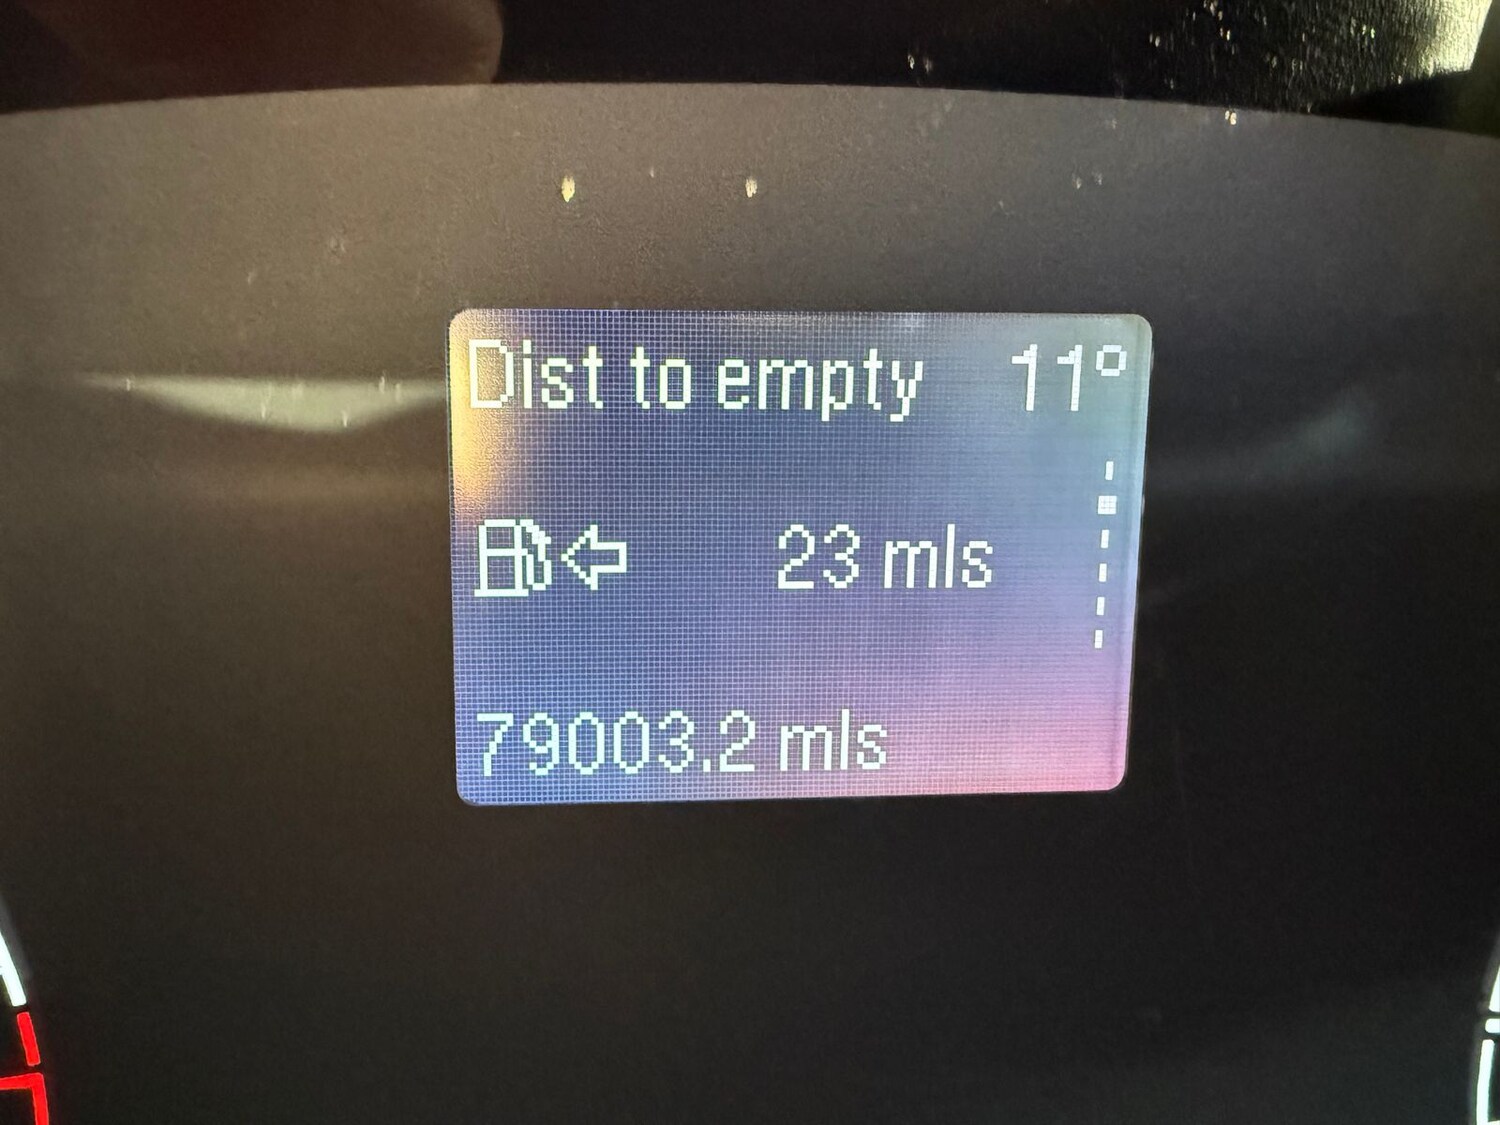 Dist to empty 11°
23 mls
79003.2 mls